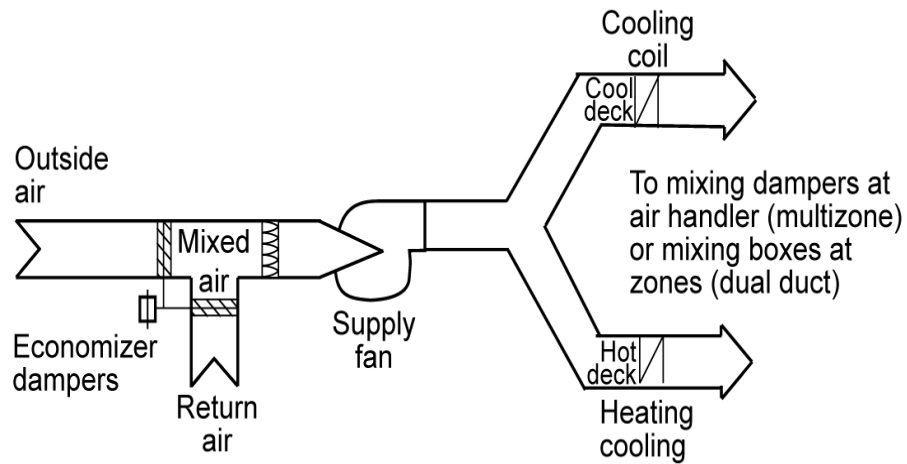 Cooling
coil
Cool
deck
Outside
air
Mixed
air
To mixing dampers at
air handler (multizone)
or mixing boxes at
zones (dual duct)
Supply
fan
Economizer
dampers
Return
air
Hot
deck
Heating
cooling